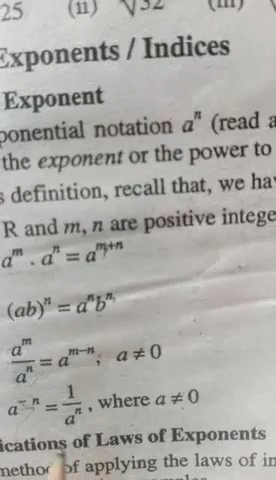 25 (ii) √32 (iii)
Exponents / Indices
Exponent
ponential notation aⁿ (read a
the exponent or the power to
s definition, recall that, we ha
R and m, n are positive intege
aᵐ . aⁿ = aᵐ⁺ⁿ
(ab)ⁿ = aⁿbⁿ,
aᵐ/aⁿ = aᵐ⁻ⁿ, a ≠ 0
a⁻ⁿ = 1/aⁿ, where a ≠ 0
ications of Laws of Exponents
method of applying the laws of in